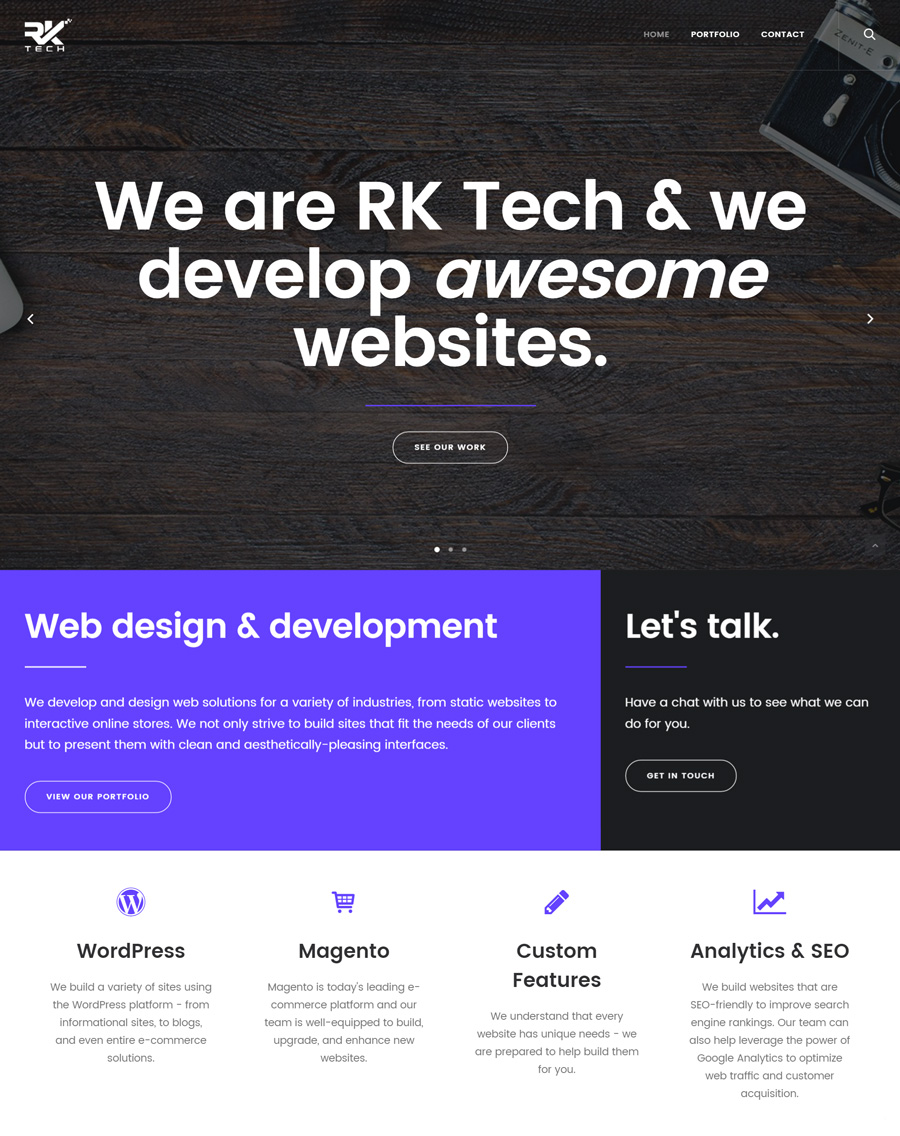 RK
TECH
HOME PORTFOLIO CONTACT
ZENIT-E
We are RK Tech & we
develop awesome
websites.
SEE OUR WORK
Web design & development
We develop and design web solutions for a variety of industries, from static websites to
interactive online stores. We not only strive to build sites that fit the needs of our clients
but to present them with clean and aesthetically-pleasing interfaces.
VIEW OUR PORTFOLIO
Let's talk.
Have a chat with us to see what we can
do for you.
GET IN TOUCH
WordPress
We build a variety of sites using
the WordPress platform - from
informational sites, to blogs,
and even entire e-commerce
solutions.
Magento
Magento is today's leading e-
commerce platform and our
team is well-equipped to build,
upgrade, and enhance new
websites.
Custom
Features
We understand that every
website has unique needs - we
are prepared to help build them
for you.
Analytics & SEO
We build websites that are
SEO-friendly to improve search
engine rankings. Our team can
also help leverage the power of
Google Analytics to optimize
web traffic and customer
acquisition.